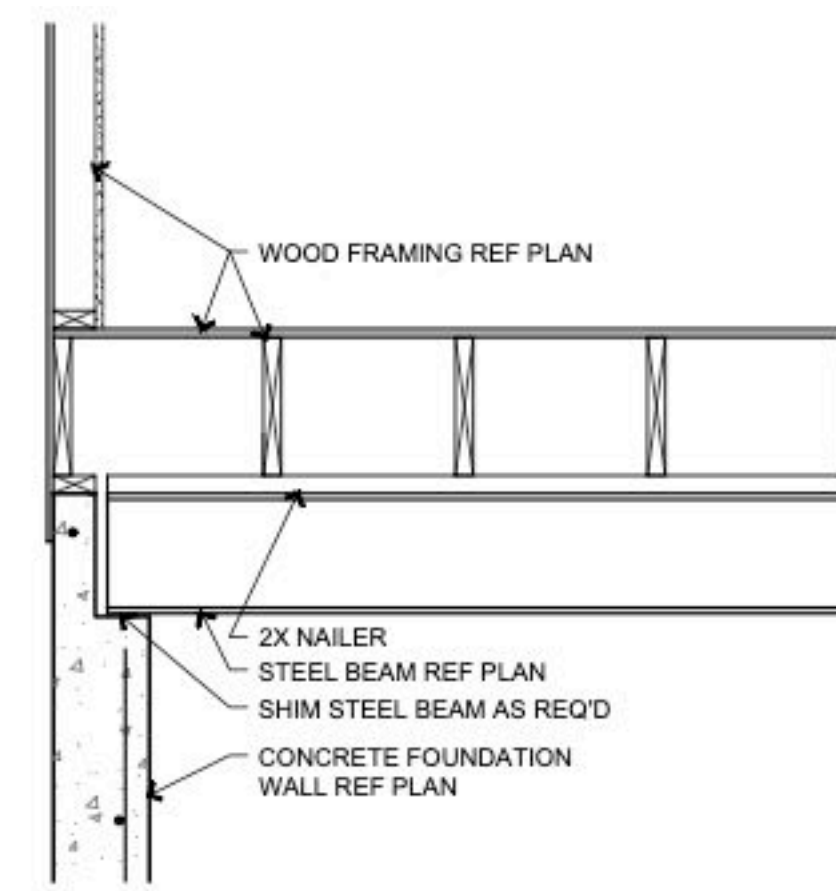 WOOD FRAMING REF PLAN
2X NAILER
STEEL BEAM REF PLAN
SHIM STEEL BEAM AS REQ'D
CONCRETE FOUNDATION
WALL REF PLAN